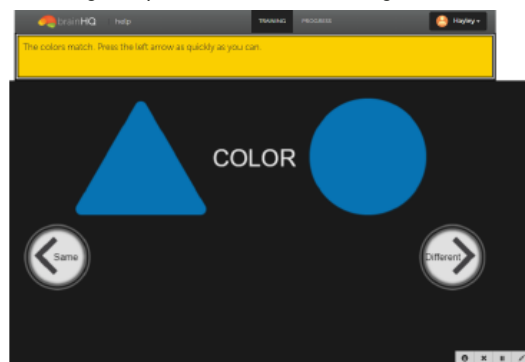 brainHQ help TRAINING PROGRESS Hayley
The colors match. Press the left arrow as quickly as you can.
COLOR
Same Different